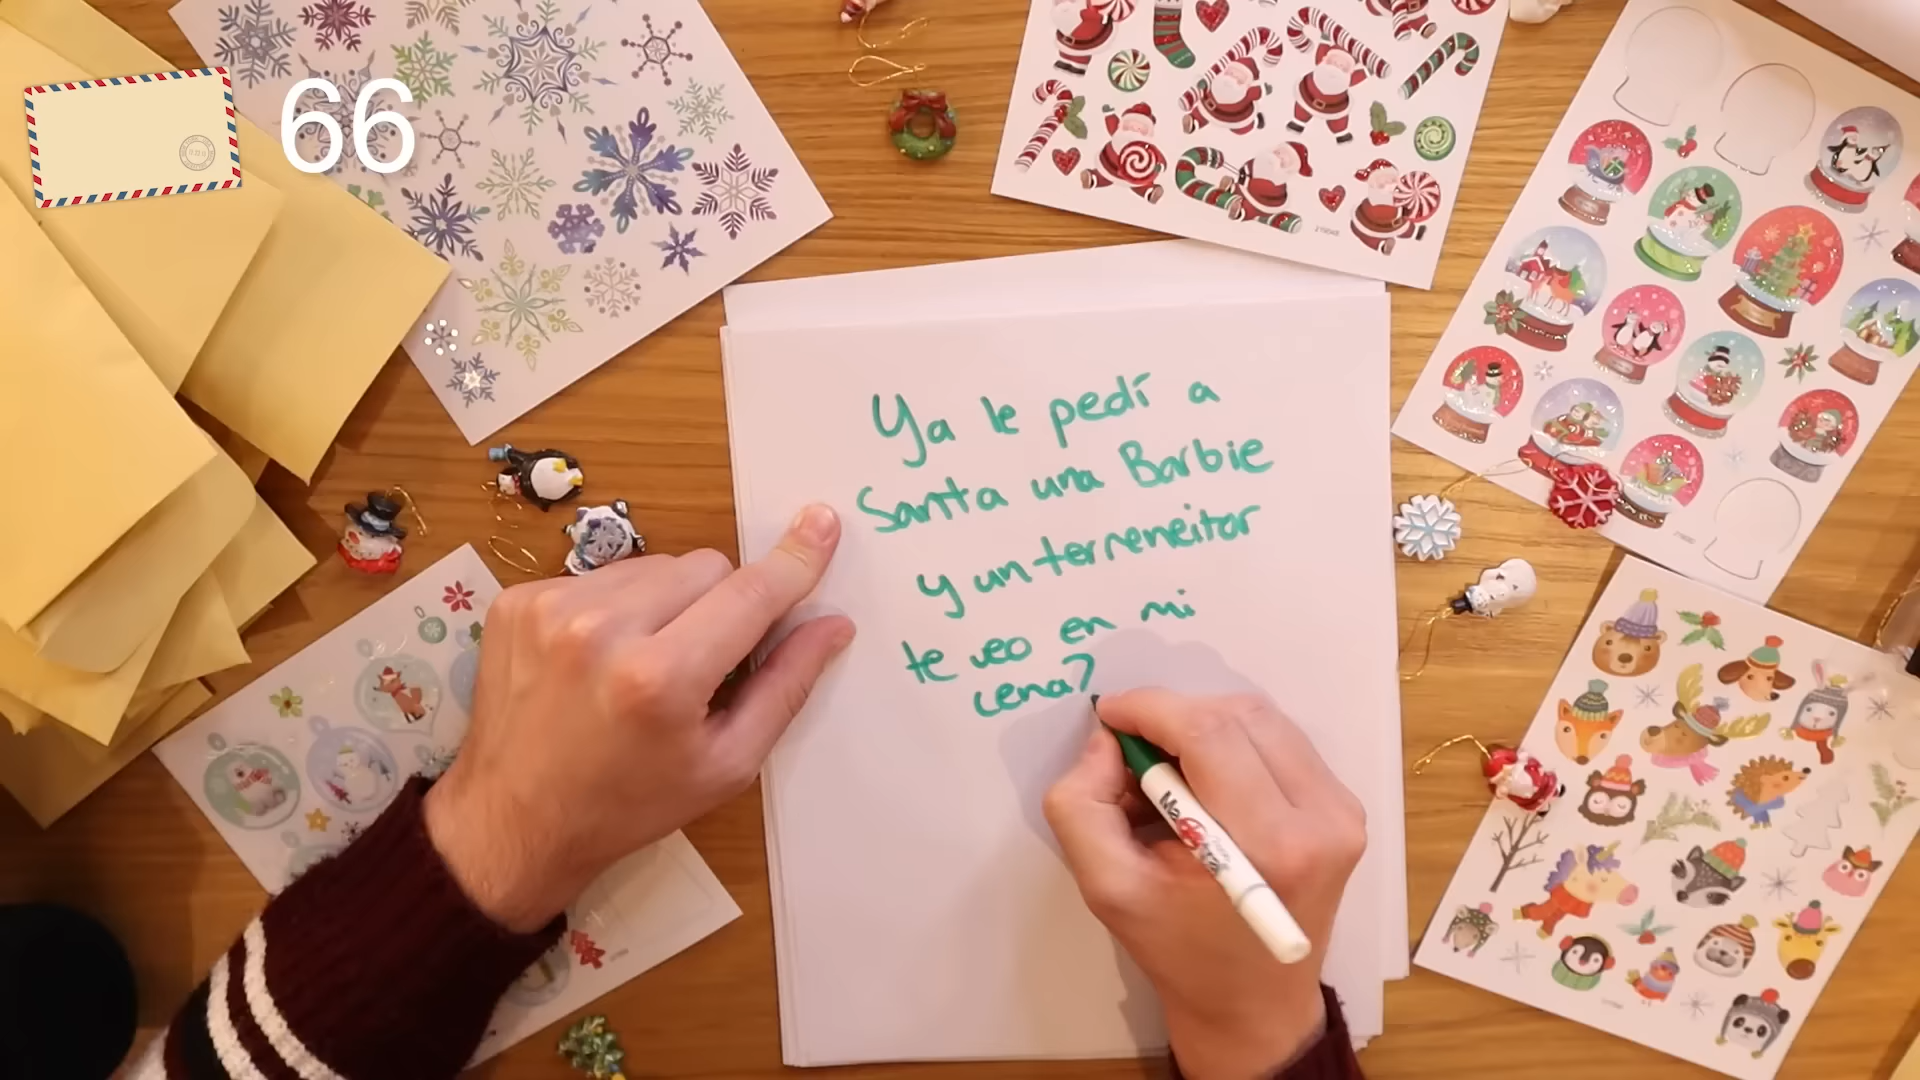 66
Ya le pedí a
Santa una Barbie
y un terreneitor
te veo en mi
cena?